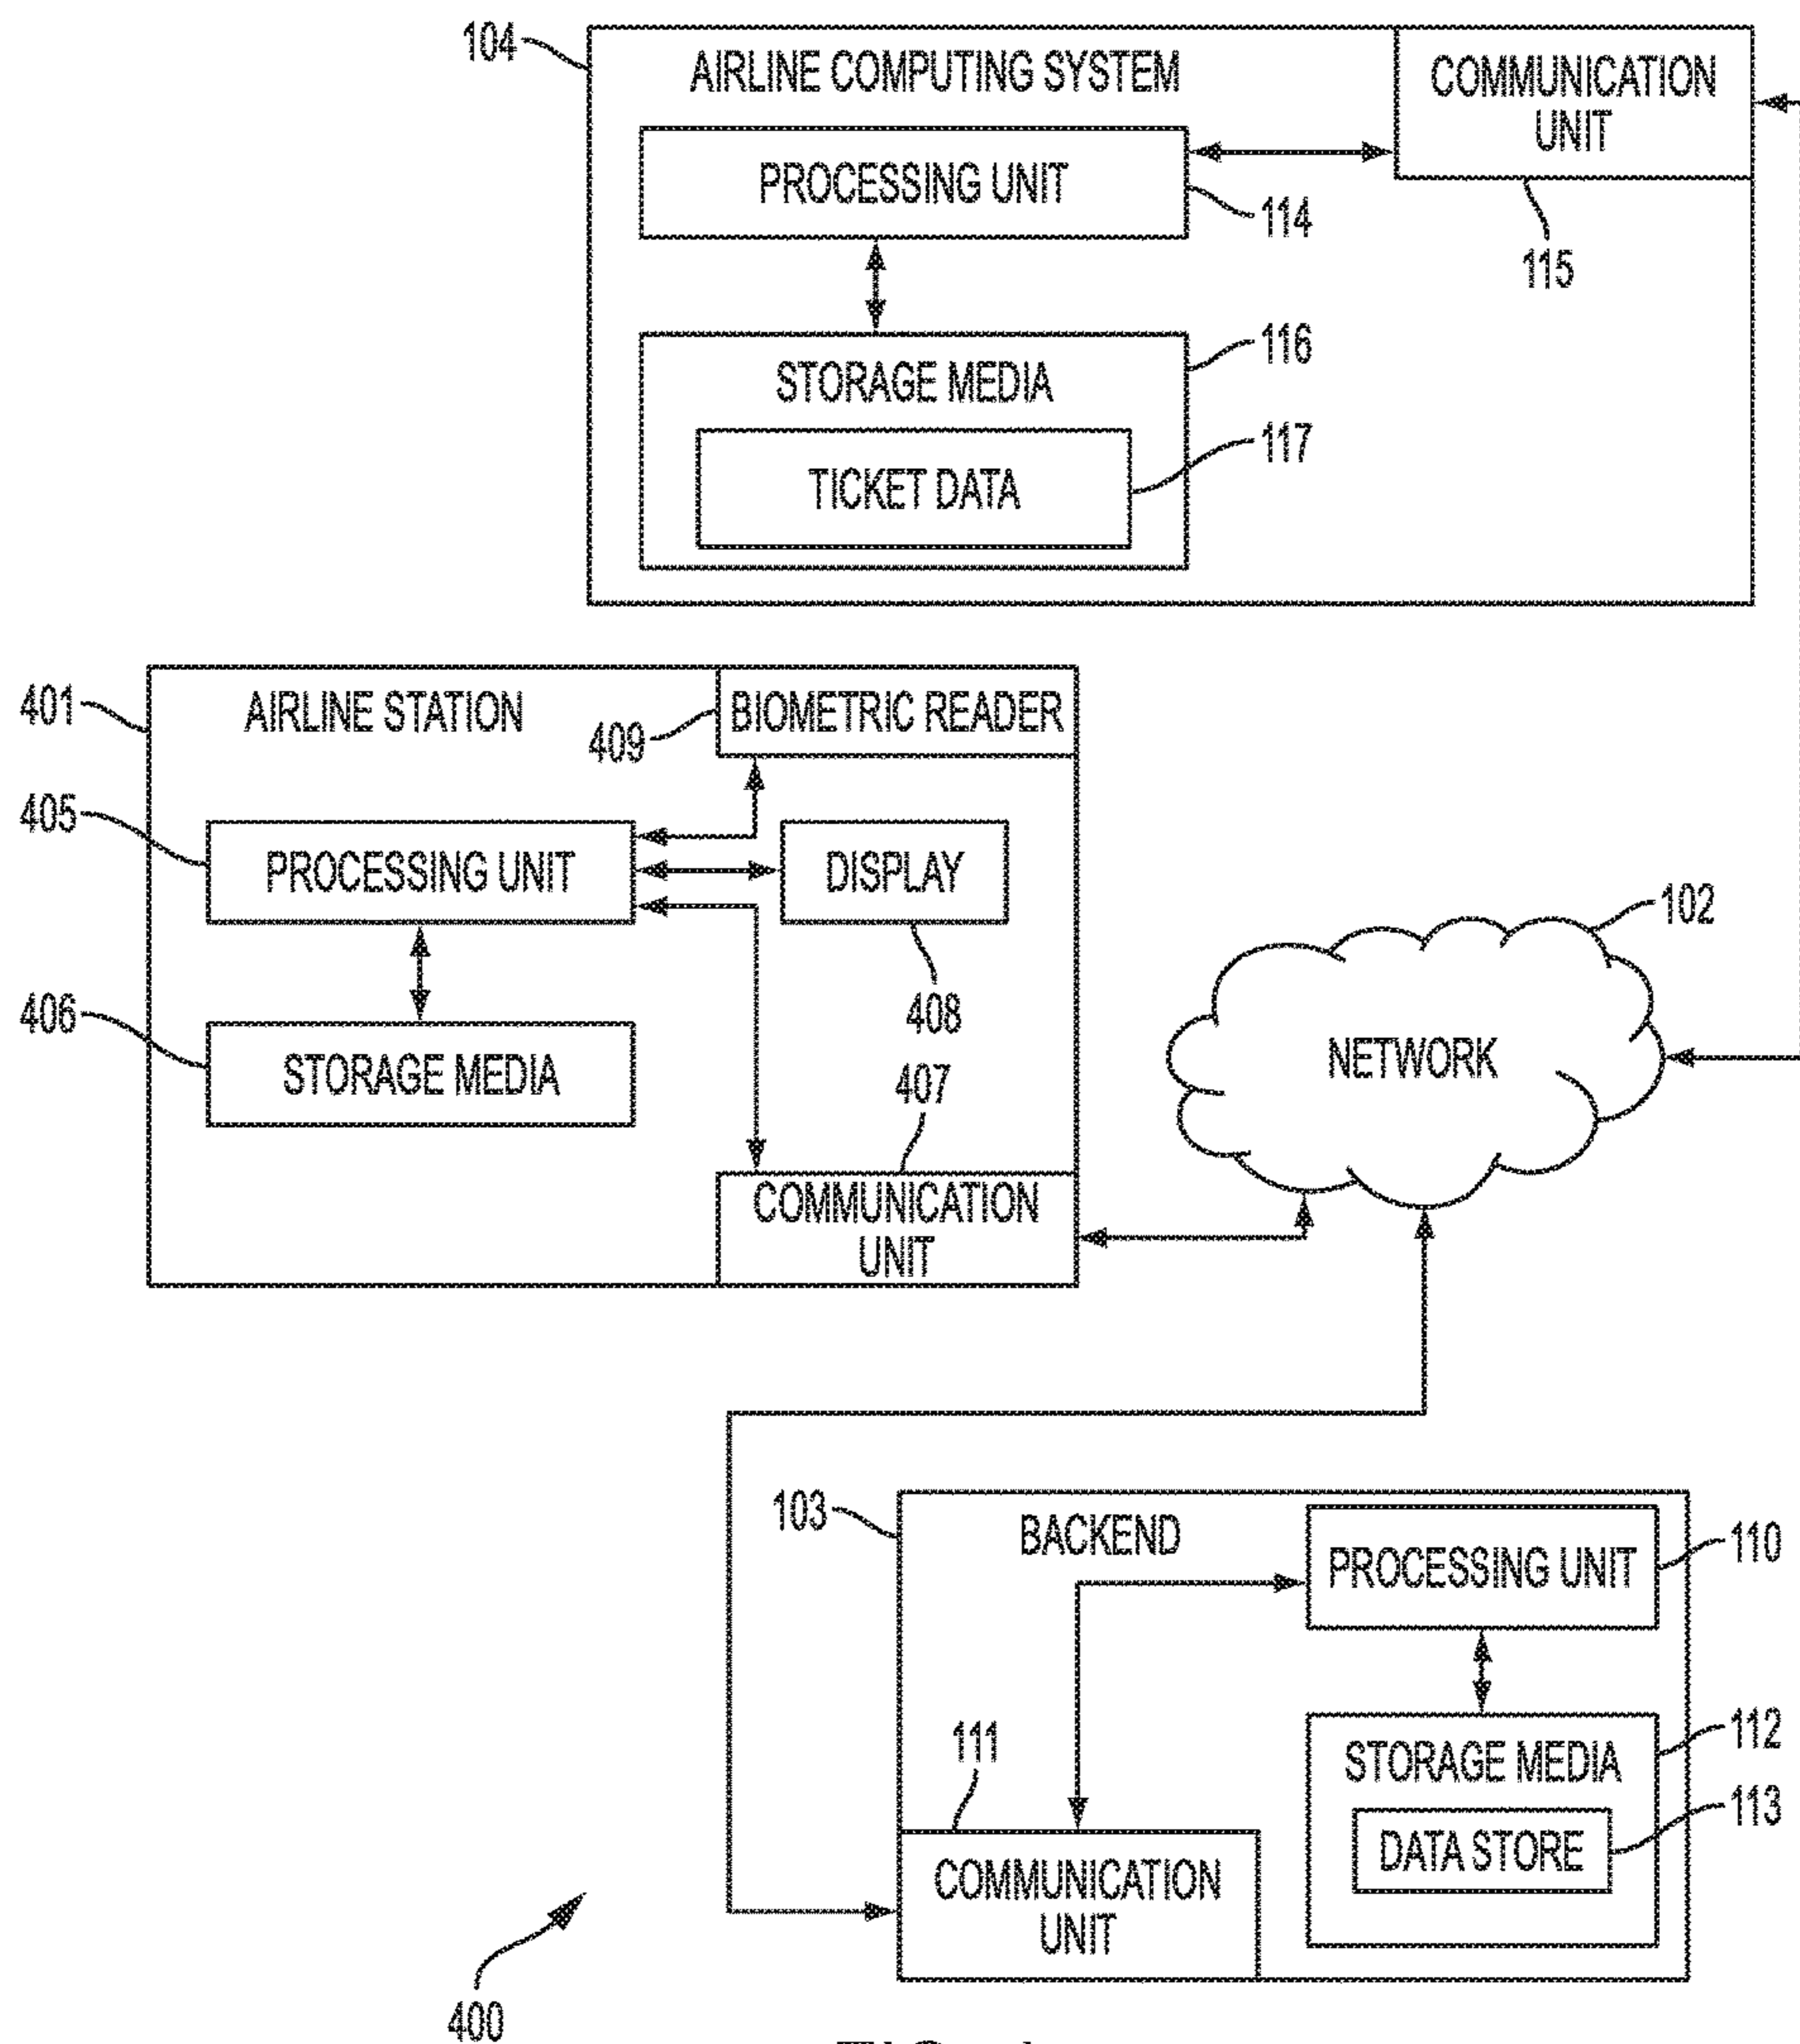 104
AIRLINE COMPUTING SYSTEM
COMMUNICATION
UNIT
PROCESSING UNIT
114
115
STORAGE MEDIA
116
TICKET DATA
117
401
AIRLINE STATION
409
BIOMETRIC READER
405
PROCESSING UNIT
DISPLAY
408
406
STORAGE MEDIA
407
COMMUNICATION
UNIT
102
NETWORK
103
BACKEND
PROCESSING UNIT
110
111
STORAGE MEDIA
112
DATA STORE
113
COMMUNICATION
UNIT
400